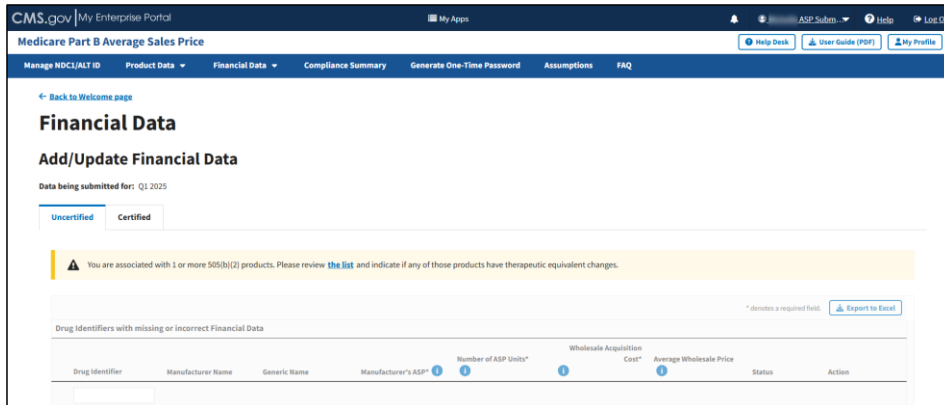 CMS.gov My Enterprise Portal My Apps ASP Subm... Help Log O
Medicare Part B Average Sales Price Help Desk User Guide (PDF) My Profile
Manage NDC1/ALT ID Product Data Financial Data Compliance Summary Generate One-Time Password Assumptions FAQ
← Back to Welcome page
Financial Data
Add/Update Financial Data
Data being submitted for: Q1 2025
Uncertified Certified
You are associated with 1 or more 505(b)(2) products. Please review the list and indicate if any of those products have therapeutic equivalent changes.
* denotes a required field. Export to Excel
Drug Identifiers with missing or incorrect Financial Data
Drug Identifier Manufacturer Name Generic Name Manufacturer's ASP* Number of ASP Units* Wholesale Acquisition Cost* Average Wholesale Price Status Action